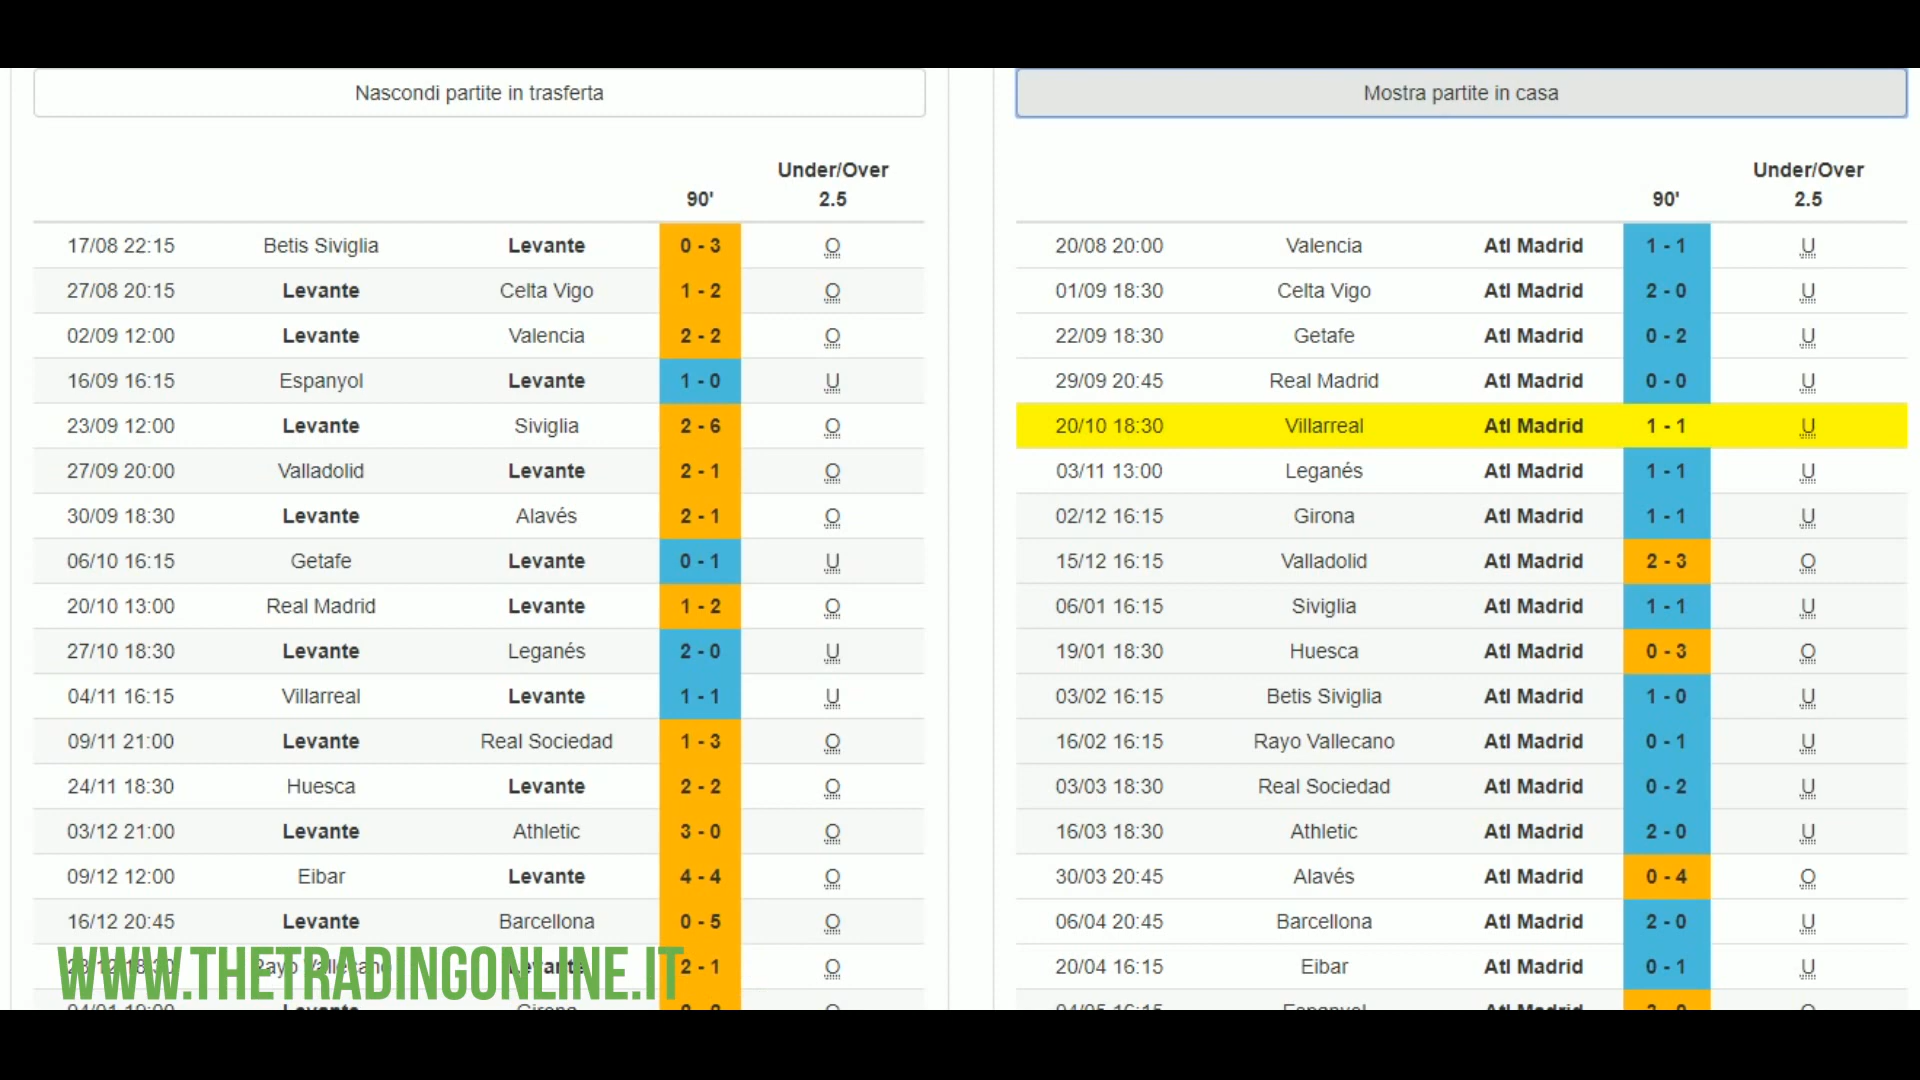 Nascondi partite in trasferta
90' Under/Over 2.5
17/08 22:15 Betis Siviglia Levante 0 - 3 O
27/08 20:15 Levante Celta Vigo 1 - 2 O
02/09 12:00 Levante Valencia 2 - 2 O
16/09 16:15 Espanyol Levante 1 - 0 U
23/09 12:00 Levante Siviglia 2 - 6 O
27/09 20:00 Valladolid Levante 2 - 1 O
30/09 18:30 Levante Alavés 2 - 1 O
06/10 16:15 Getafe Levante 0 - 1 U
20/10 13:00 Real Madrid Levante 1 - 2 O
27/10 18:30 Levante Leganés 2 - 0 U
04/11 16:15 Villarreal Levante 1 - 1 U
09/11 21:00 Levante Real Sociedad 1 - 3 O
24/11 18:30 Huesca Levante 2 - 2 O
03/12 21:00 Levante Athletic 3 - 0 O
09/12 12:00 Eibar Levante 4 - 4 O
16/12 20:45 Levante Barcellona 0 - 5 O
Rayo Vallecano Levante 2 - 1 O
Levante Girona
WWW.THETRADINGONLINE.IT
Mostra partite in casa
90' Under/Over 2.5
20/08 20:00 Valencia Atl Madrid 1 - 1 U
01/09 18:30 Celta Vigo Atl Madrid 2 - 0 U
22/09 18:30 Getafe Atl Madrid 0 - 2 U
29/09 20:45 Real Madrid Atl Madrid 0 - 0 U
20/10 18:30 Villarreal Atl Madrid 1 - 1 U
03/11 13:00 Leganés Atl Madrid 1 - 1 U
02/12 16:15 Girona Atl Madrid 1 - 1 U
15/12 16:15 Valladolid Atl Madrid 2 - 3 O
06/01 16:15 Siviglia Atl Madrid 1 - 1 U
19/01 18:30 Huesca Atl Madrid 0 - 3 O
03/02 16:15 Betis Siviglia Atl Madrid 1 - 0 U
16/02 16:15 Rayo Vallecano Atl Madrid 0 - 1 U
03/03 18:30 Real Sociedad Atl Madrid 0 - 2 U
16/03 18:30 Athletic Atl Madrid 2 - 0 U
30/03 20:45 Alavés Atl Madrid 0 - 4 O
06/04 20:45 Barcellona Atl Madrid 2 - 0 U
20/04 16:15 Eibar Atl Madrid 0 - 1 U
04/05 16:15 Espanyol Atl Madrid